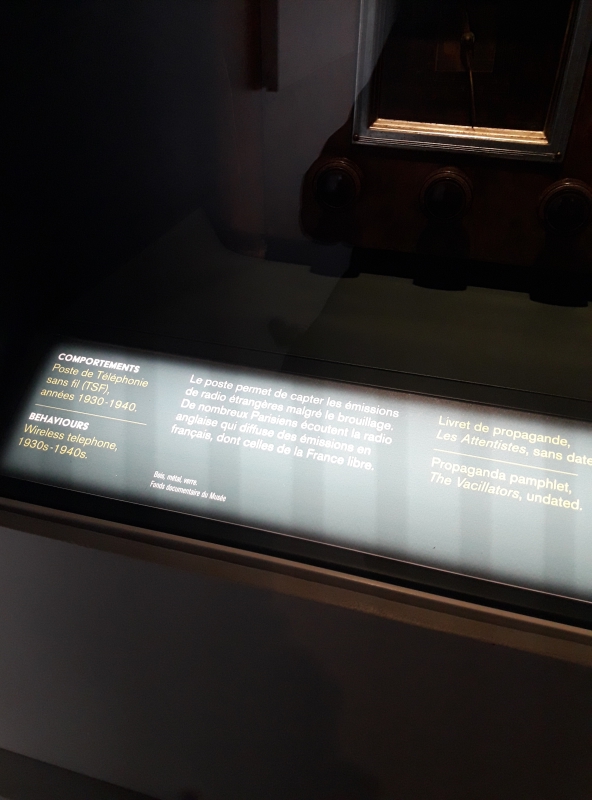 COMPORTEMENTS
Poste de Téléphonie
sans fil (TSF),
années 1930-1940.
BEHAVIOURS
Wireless telephone,
1930s-1940s.
Le poste permet de capter les émissions
de radio étrangères malgré le brouillage.
De nombreux Parisiens écoutent la radio
anglaise qui diffuse des émissions en
français, dont celles de la France libre.
Bois, métal, verre.
Fonds documentaire du Musée
Livret de propagande,
Les Attentistes, sans date
Propaganda pamphlet,
The Vacillators, undated.